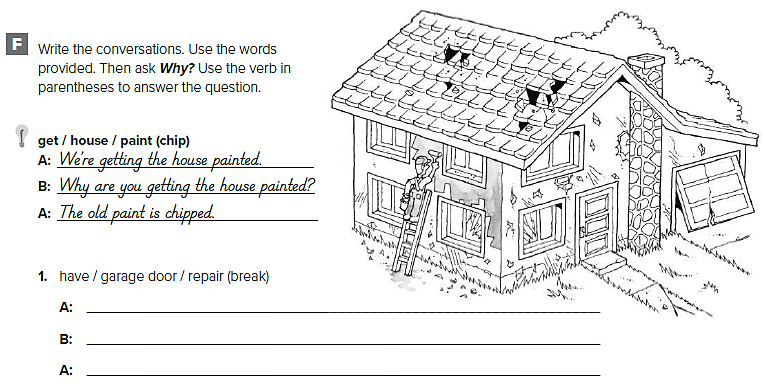 F
Write the conversations. Use the words
provided. Then ask Why? Use the verb in
parentheses to answer the question.
get / house / paint (chip)
A: We're getting the house painted.
B: Why are you getting the house painted?
A: The old paint is chipped.
1. have / garage door / repair (break)
A:
B:
A: